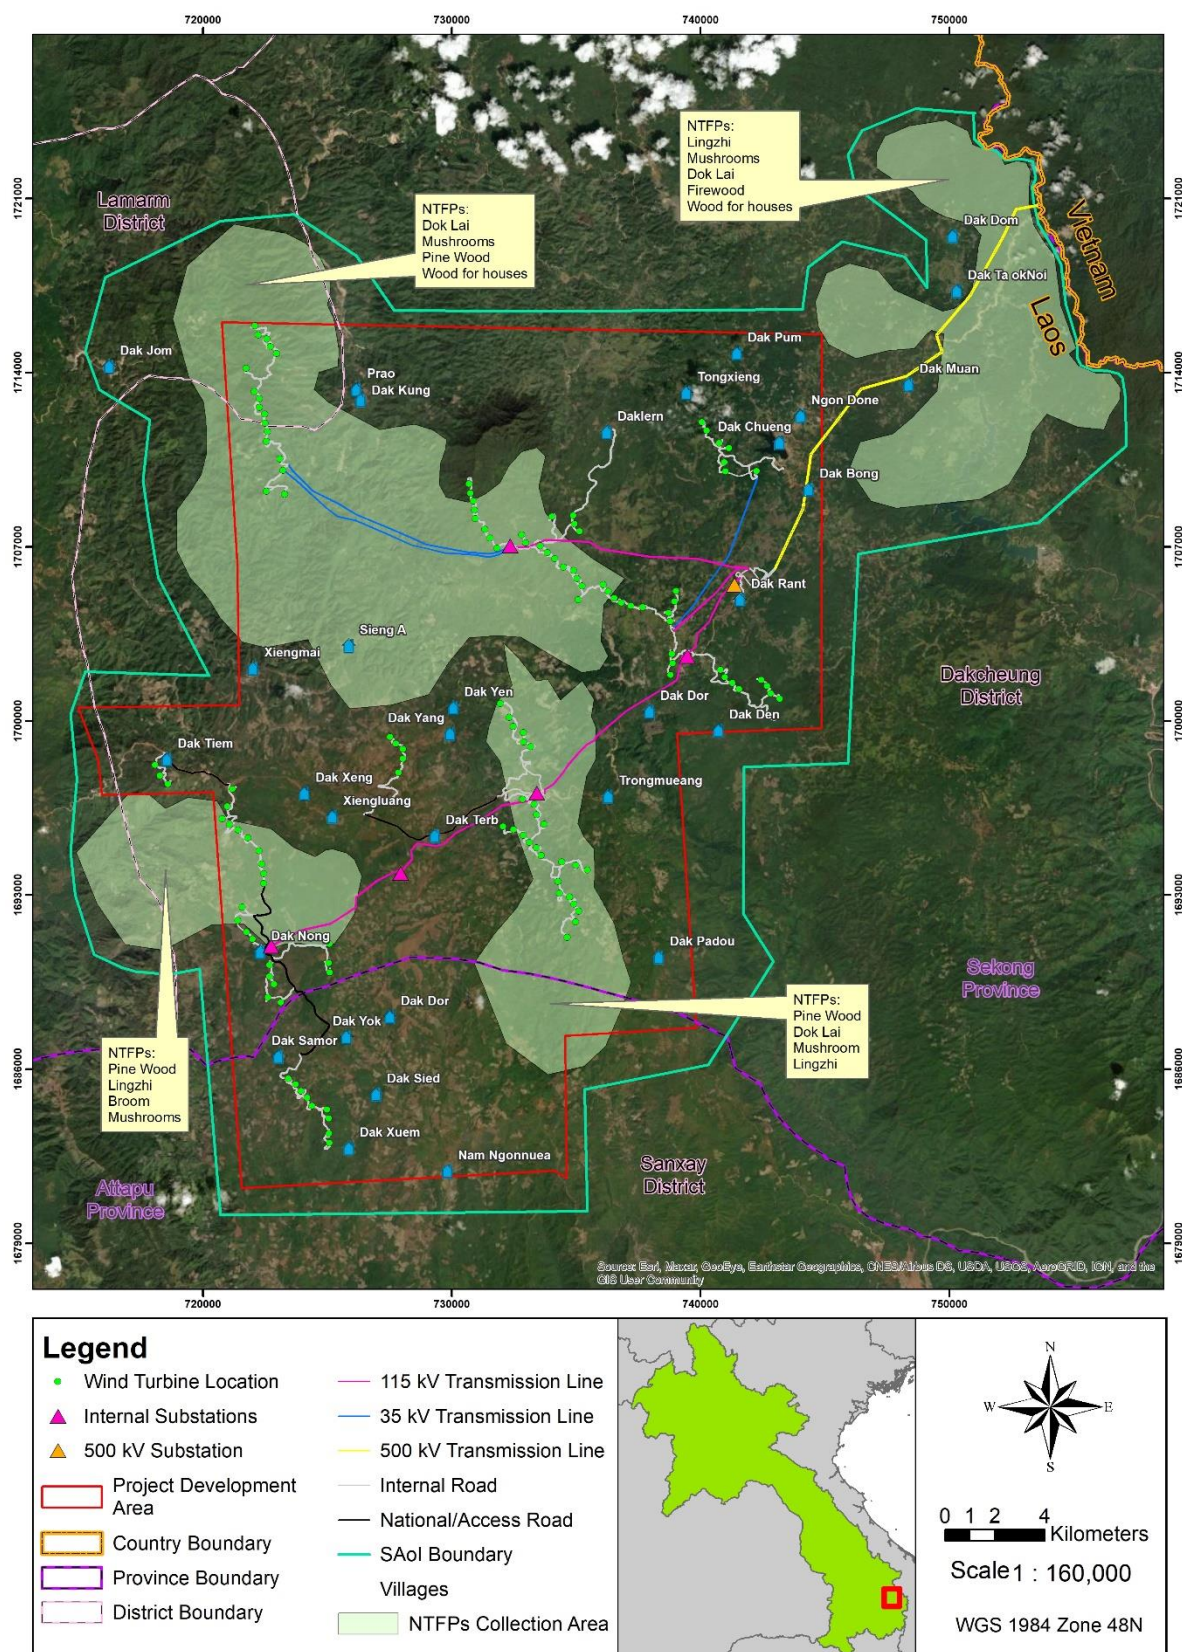 720000
730000
740000
750000
1721000
1714000
1707000
1700000
1693000
1686000
1679000
1721000
1714000
1707000
1700000
1693000
1686000
1679000
NTFPs:
Lingzhi
Mushrooms
Dok Lai
Firewood
Wood for houses
Lamarm
District
NTFPs:
Dok Lai
Mushrooms
Pine Wood
Wood for houses
Vietnam
Laos
Dak Dom
Dak Ta okNoi
Dak Jom
Dak Pum
Prao
Dak Kung
Tongxieng
Dak Muan
Ngon Done
Daklern
Dak Chueng
Dak Bong
Dak Rant
Sieng A
Xiengmai
Dak Yen
Dak Dor
Dak Den
Dak Yang
Dakcheung
District
Dak Tiem
Dak Xeng
Trongmueang
Xiengluang
Dak Terb
Dak Nong
Dak Padou
Sekong
Province
NTFPs:
Pine Wood
Dok Lai
Mushroom
Lingzhi
Dak Dor
Dak Yok
Dak Samor
NTFPs:
Pine Wood
Lingzhi
Broom
Mushrooms
Dak Sied
Dak Xuem
Nam Ngonnuea
Sanxay
District
Attapu
Province
Source: Esri, Maxar, GeoEye, Earthstar Geographics, CNES/Airbus DS, USDA, USGS, AeroGRID, IGN, and the
GIS User Community
720000
730000
740000
750000
Legend
Wind Turbine Location
Internal Substations
500 kV Substation
Project Development
Area
Country Boundary
Province Boundary
District Boundary
115 kV Transmission Line
35 kV Transmission Line
500 kV Transmission Line
Internal Road
National/Access Road
SAoI Boundary
Villages
NTFPs Collection Area
N
W
E
S
0 1 2 4
Kilometers
Scale 1 : 160,000
WGS 1984 Zone 48N